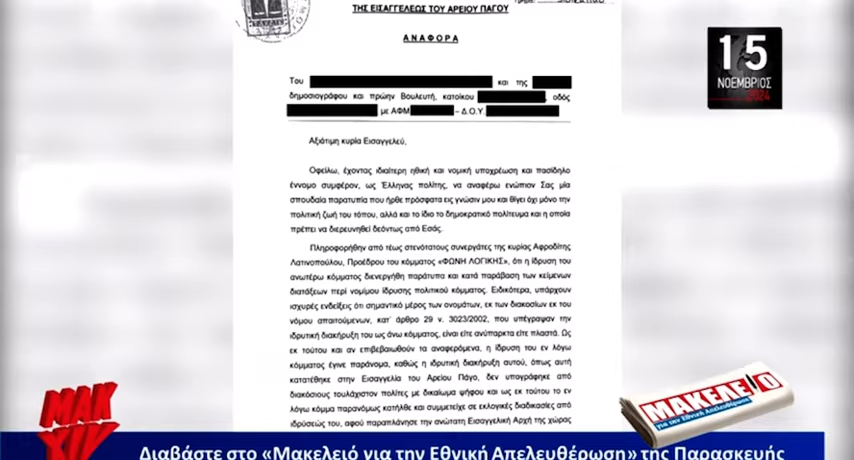 ΤΗΣ ΕΙΣΑΓΓΕΛΕΩΣ ΤΟΥ ΑΡΕΙΟΥ ΠΑΓΟΥ
ΑΝΑΦΟΡΑ
Του και της
δημοσιογράφου και πρώην Βουλευτή, κατοίκου , οδός
με ΑΦΜ – Δ.Ο.Υ.
Αξιότιμη κυρία Εισαγγελεύ,
Οφείλω, έχοντας ιδιαίτερη ηθική και νομική υποχρέωση και πασίδηλο
έννομο συμφέρον, ως Έλληνας πολίτης, να αναφέρω ενώπιον Σας μία
σπουδαία παρατυπία που ήρθε πρόσφατα εις γνώσιν μου και θίγει όχι μόνο την
πολιτική ζωή του τόπου, αλλά και το ίδιο το δημοκρατικό πολίτευμα και η οποία
πρέπει να διερευνηθεί δεόντως από Εσάς.
Πληροφορήθην από τέως στενότατους συνεργάτες της κυρίας Αφροδίτης
Λατινοπούλου, Προέδρου του κόμματος «ΦΩΝΗ ΛΟΓΙΚΗΣ», ότι η ίδρυση του
ανωτέρω κόμματος διενεργήθη παράτυπα και κατά παράβαση των κείμενων
διατάξεων περί νομίμου ίδρυσης πολιτικού κόμματος. Ειδικότερα, υπάρχουν
ισχυρές ενδείξεις ότι σημαντικό μέρος των ονομάτων, εκ των διακοσίων εκ του
νόμου απαιτούμενων, κατ' άρθρο 29 ν. 3023/2002, που υπέγραψαν την
ιδρυτική διακήρυξη του ως άνω κόμματος, είναι είτε ανύπαρκτα είτε πλαστά. Ως
εκ τούτου και αν επιβεβαιωθούν τα αναφερόμενα, η ίδρυση του εν λόγω
κόμματος έγινε παράνομα, καθώς η ιδρυτική διακήρυξη αυτού, όπως αυτή
κατατέθηκε στην Εισαγγελία του Αρείου Πάγο, δεν υπογράφηκε από
διακόσιους τουλάχιστον πολίτες με δικαίωμα ψήφου και ως εκ τούτου το εν
λόγω κόμμα παρανόμως κατήλθε και συμμετείχε σε εκλογικές διαδικασίες από
ιδρύσεώς του, αφού παραπλάνησε την ανώτατη Εισαγγελική Αρχή της χώρας
15
ΝΟΕΜΒΡΙΟΣ
2024
ΜΑΚΕΛΕΙΟ
για την Εθνική Απελευθέρωση
ΜΑΚ
Διαβάστε στο «Μακελειό για την Εθνική Απελευθέρωση» της Παρασκευής